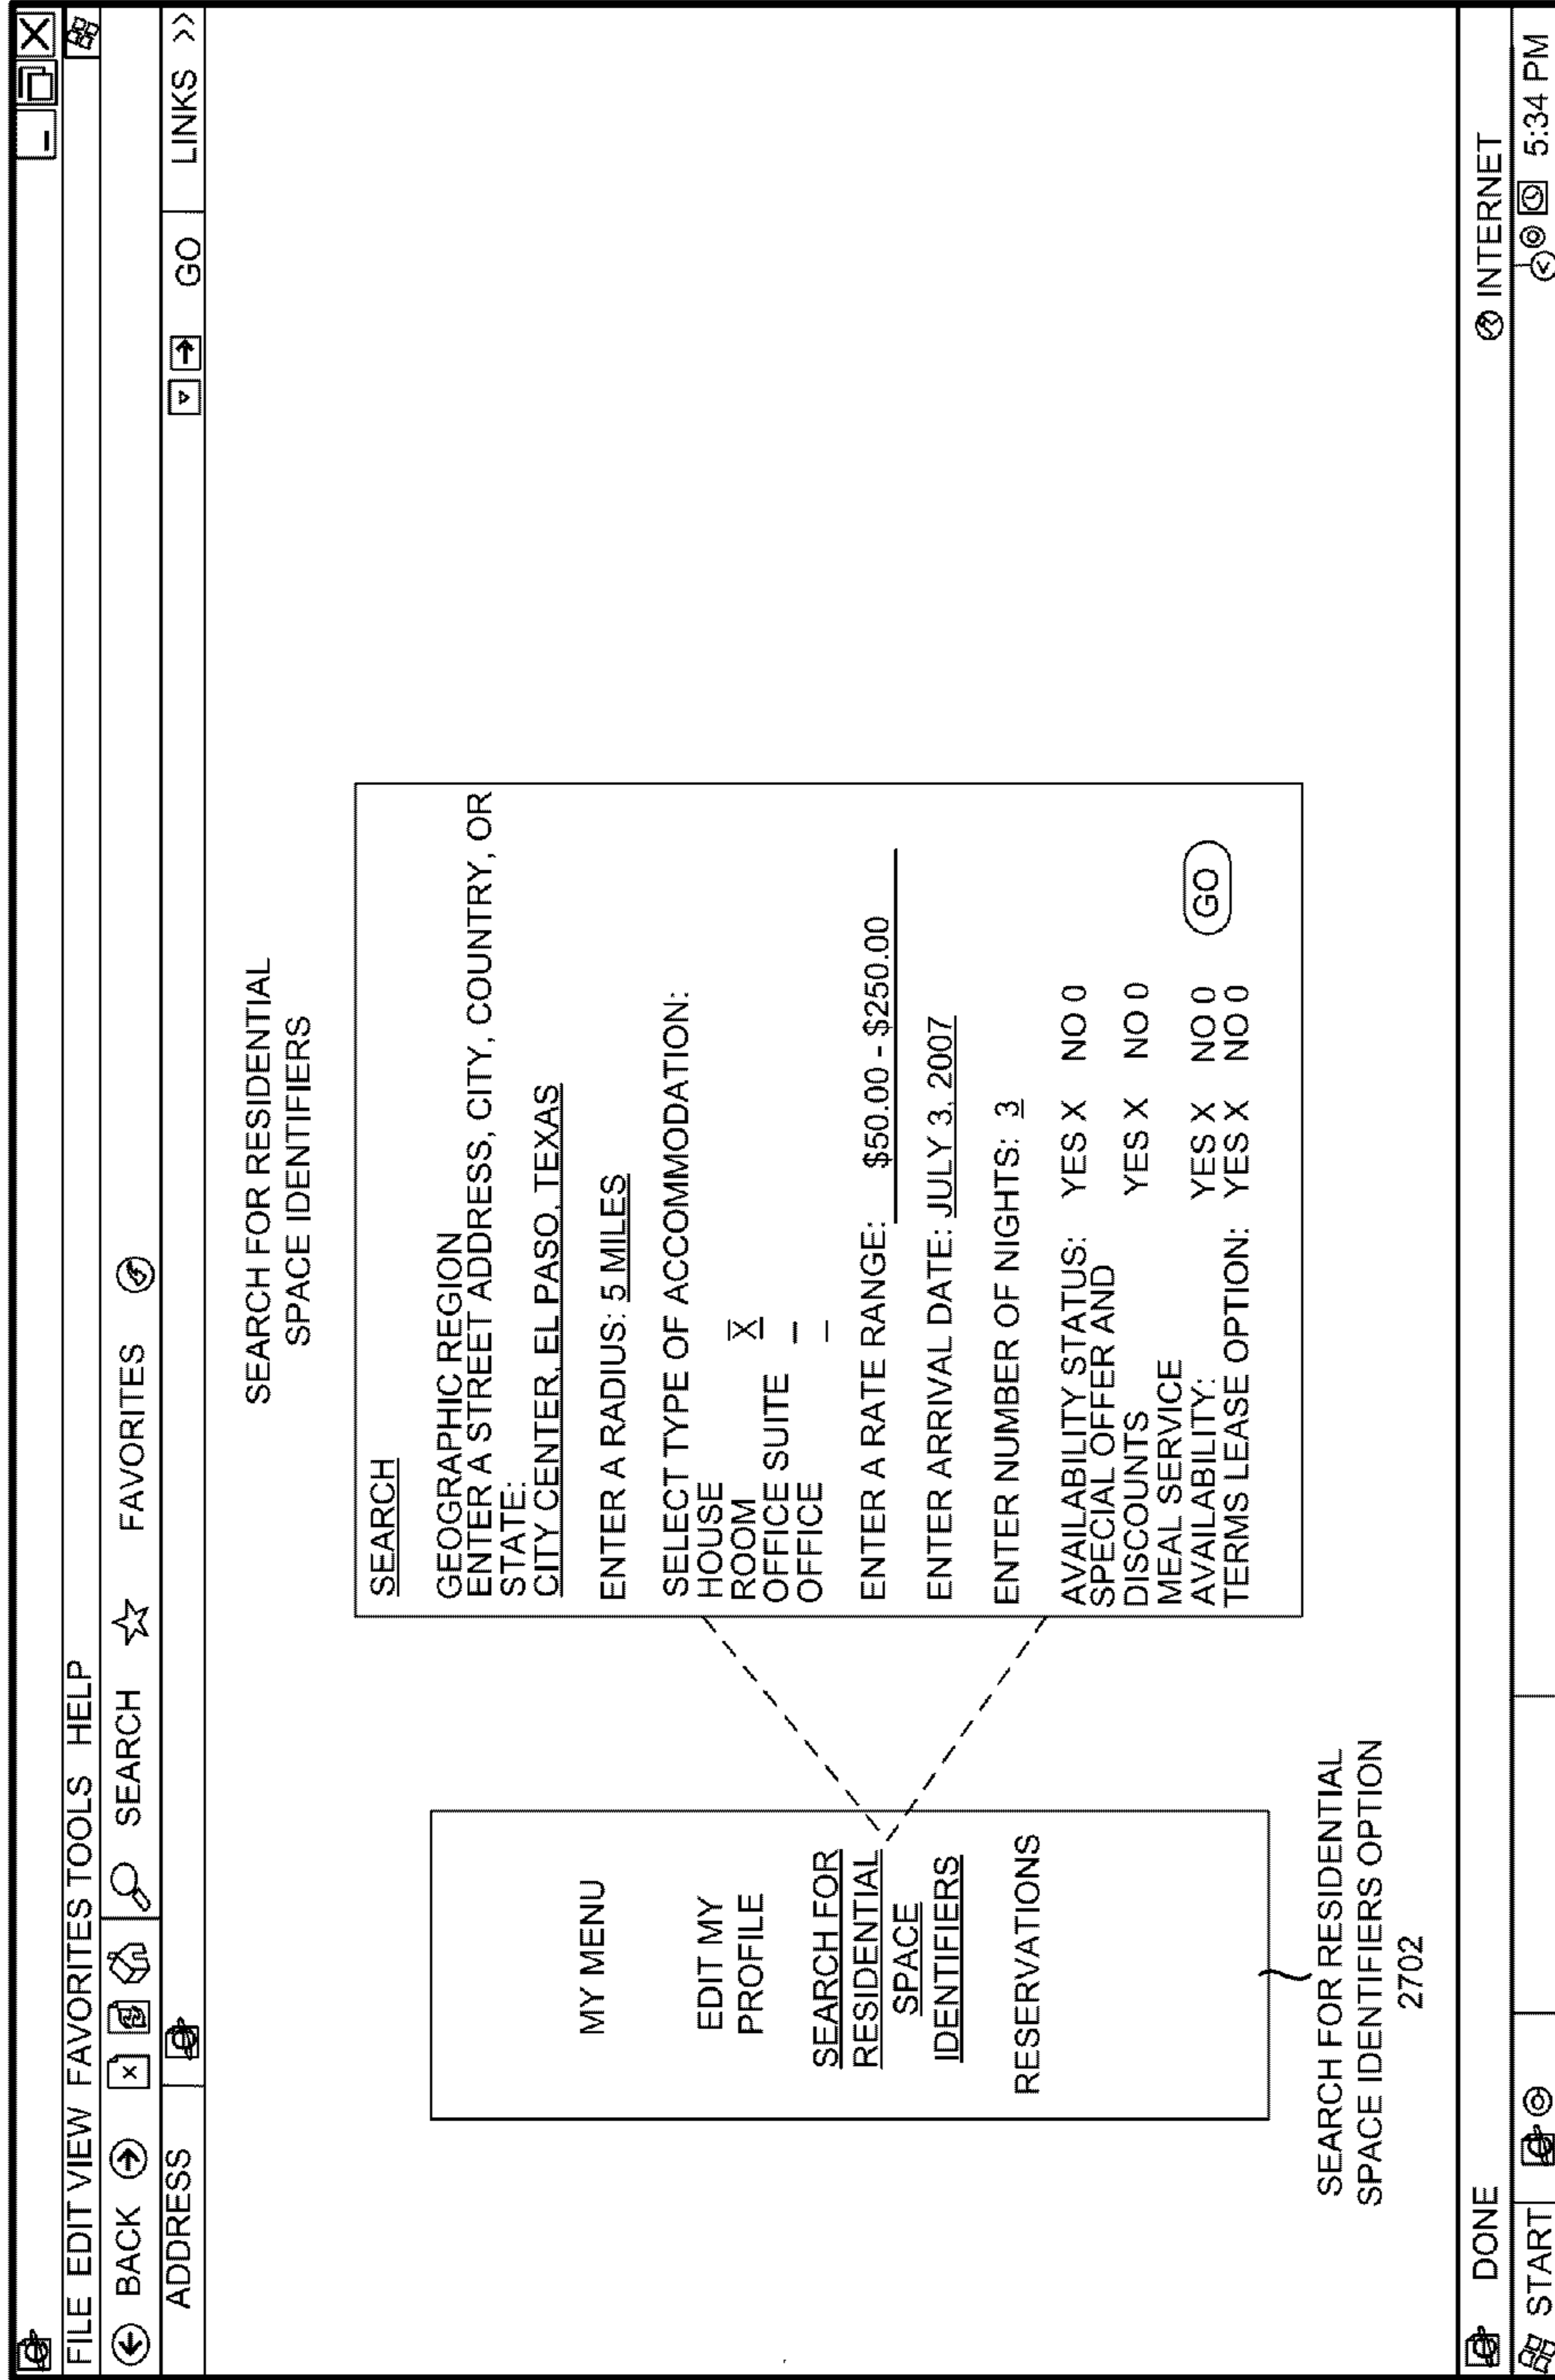 FILE EDIT VIEW FAVORITES TOOLS HELP
BACK SEARCH FAVORITES
ADDRESS GO LINKS >>
SEARCH FOR RESIDENTIAL
SPACE IDENTIFIERS
MY MENU
EDIT MY
PROFILE
SEARCH FOR
RESIDENTIAL
SPACE
IDENTIFIERS
RESERVATIONS
SEARCH
GEOGRAPHIC REGION
ENTER A STREET ADDRESS, CITY, COUNTRY, OR
STATE:
CITY CENTER, EL PASO, TEXAS
ENTER A RADIUS: 5 MILES
SELECT TYPE OF ACCOMMODATION:
HOUSE
ROOM X
OFFICE SUITE _
OFFICE _
ENTER A RATE RANGE: $50.00 - $250.00
ENTER ARRIVAL DATE: JULY 3, 2007
ENTER NUMBER OF NIGHTS: 3
AVAILABILITY STATUS: YES X NO 0
SPECIAL OFFER AND
DISCOUNTS YES X NO 0
MEAL SERVICE
AVAILABILITY: YES X NO 0 GO
TERMS LEASE OPTION: YES X NO 0
SEARCH FOR RESIDENTIAL
SPACE IDENTIFIERS OPTION
2702
DONE INTERNET
START 5:34 PM